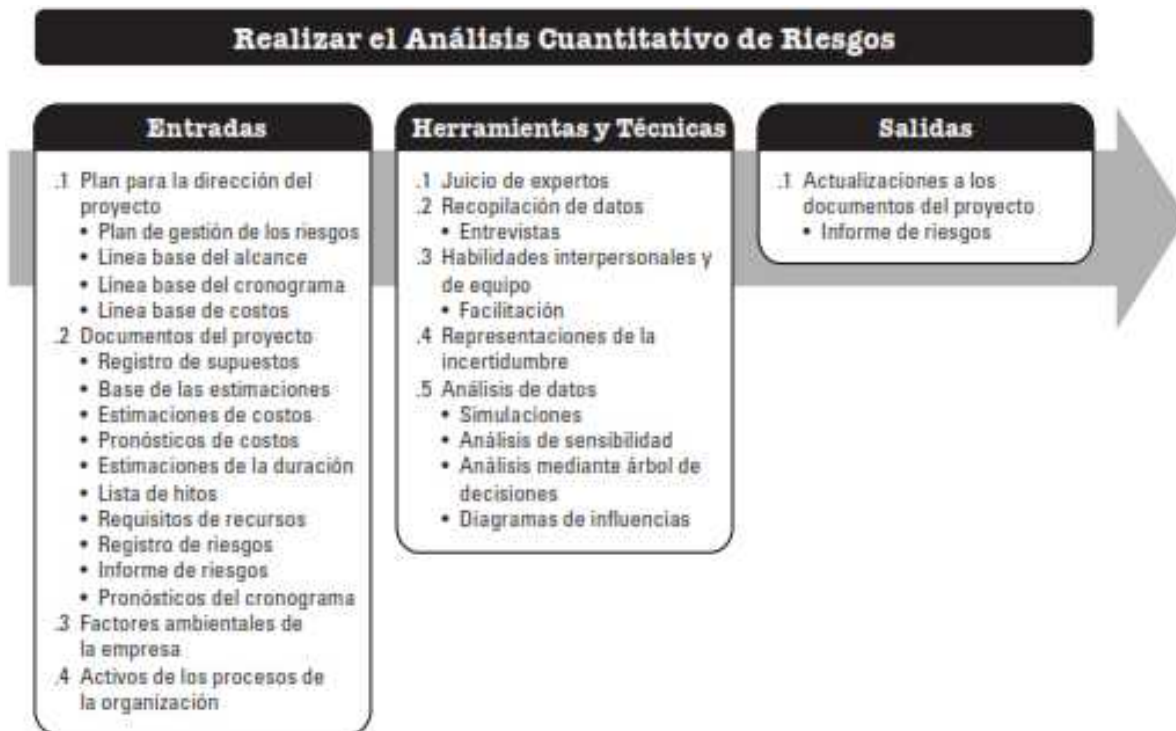 Realizar el Análisis Cuantitativo de Riesgos
Entradas
.1 Plan para la dirección del
proyecto
• Plan de gestión de los riesgos
• Línea base del alcance
• Línea base del cronograma
• Línea base de costos
.2 Documentos del proyecto
• Registro de supuestos
• Base de las estimaciones
• Estimaciones de costos
• Pronósticos de costos
• Estimaciones de la duración
• Lista de hitos
• Requisitos de recursos
• Registro de riesgos
• Informe de riesgos
• Pronósticos del cronograma
.3 Factores ambientales de
la empresa
.4 Activos de los procesos de
la organización
Herramientas y Técnicas
.1 Juicio de expertos
.2 Recopilación de datos
• Entrevistas
.3 Habilidades interpersonales y
de equipo
• Facilitación
.4 Representaciones de la
incertidumbre
.5 Análisis de datos
• Simulaciones
• Análisis de sensibilidad
• Análisis mediante árbol de
decisiones
• Diagramas de influencias
Salidas
.1 Actualizaciones a los
documentos del proyecto
• Informe de riesgos